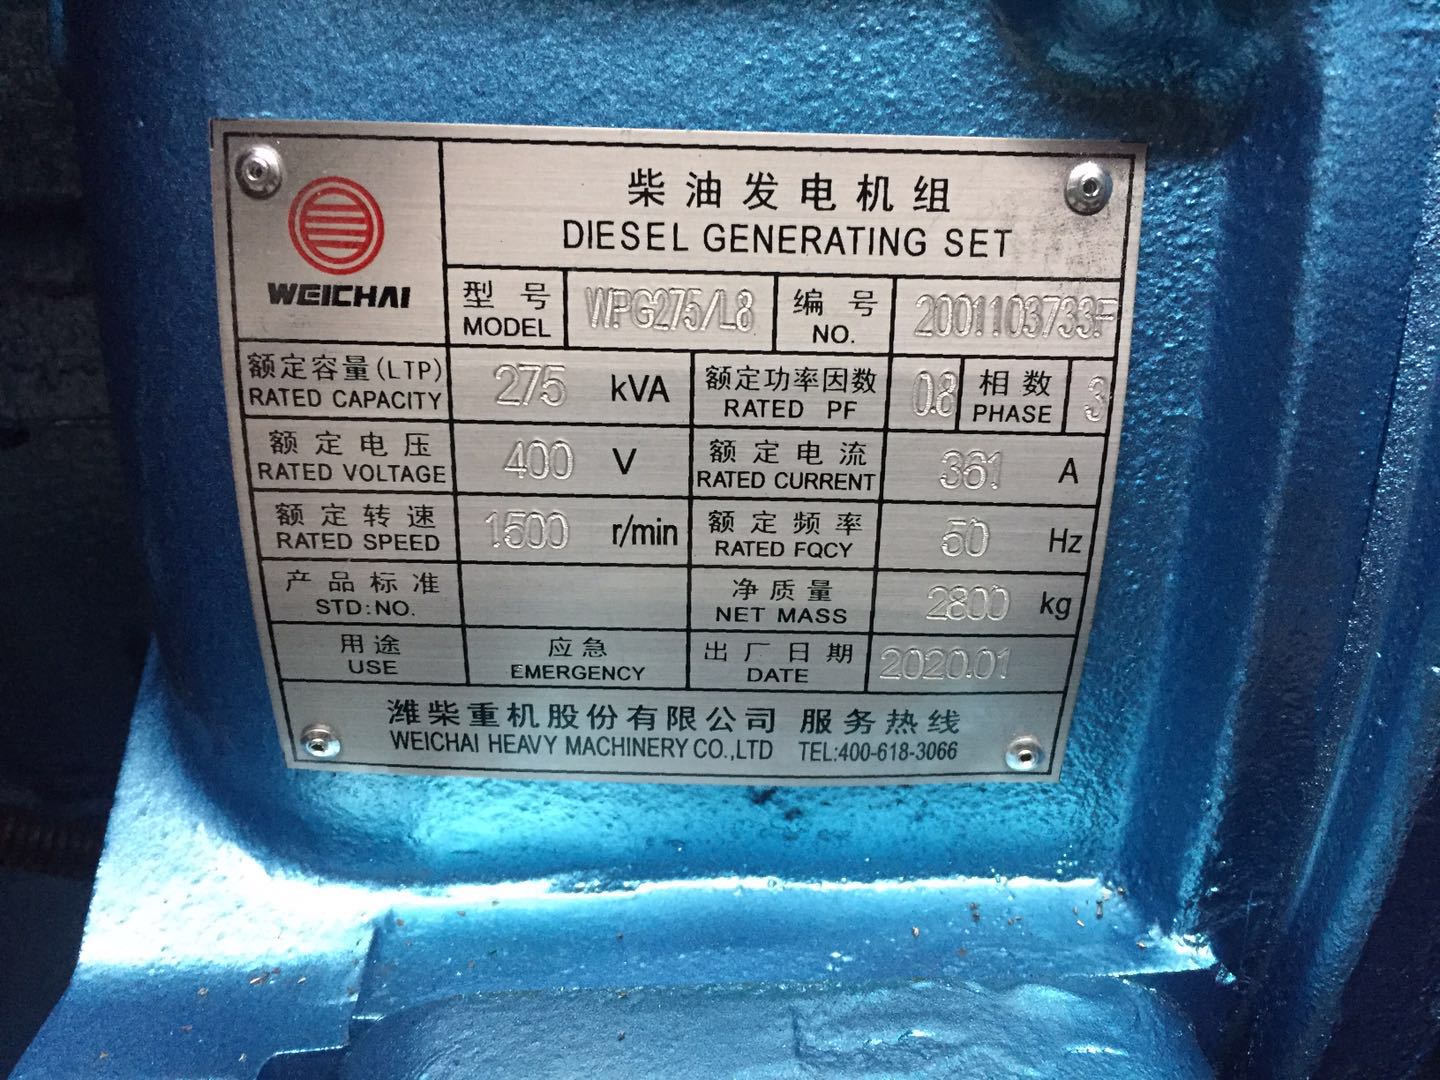 WEICHAI
柴油发电机组
DIESEL GENERATING SET
型号 MODEL WPG275/L8 编号 NO. 2001103733F
额定容量(LTP) RATED CAPACITY 275 kVA 额定功率因数 RATED PF 0.8 相数 PHASE 3
额定电压 RATED VOLTAGE 400 V 额定电流 RATED CURRENT 361 A
额定转速 RATED SPEED 1500 r/min 额定频率 RATED FQCY 50 Hz
产品标准 STD:NO. 净质量 NET MASS 2800 kg
用途 USE 应急 EMERGENCY 出厂日期 DATE 2020.01
潍柴重机股份有限公司 服务热线
WEICHAI HEAVY MACHINERY CO.,LTD TEL:400-618-3066